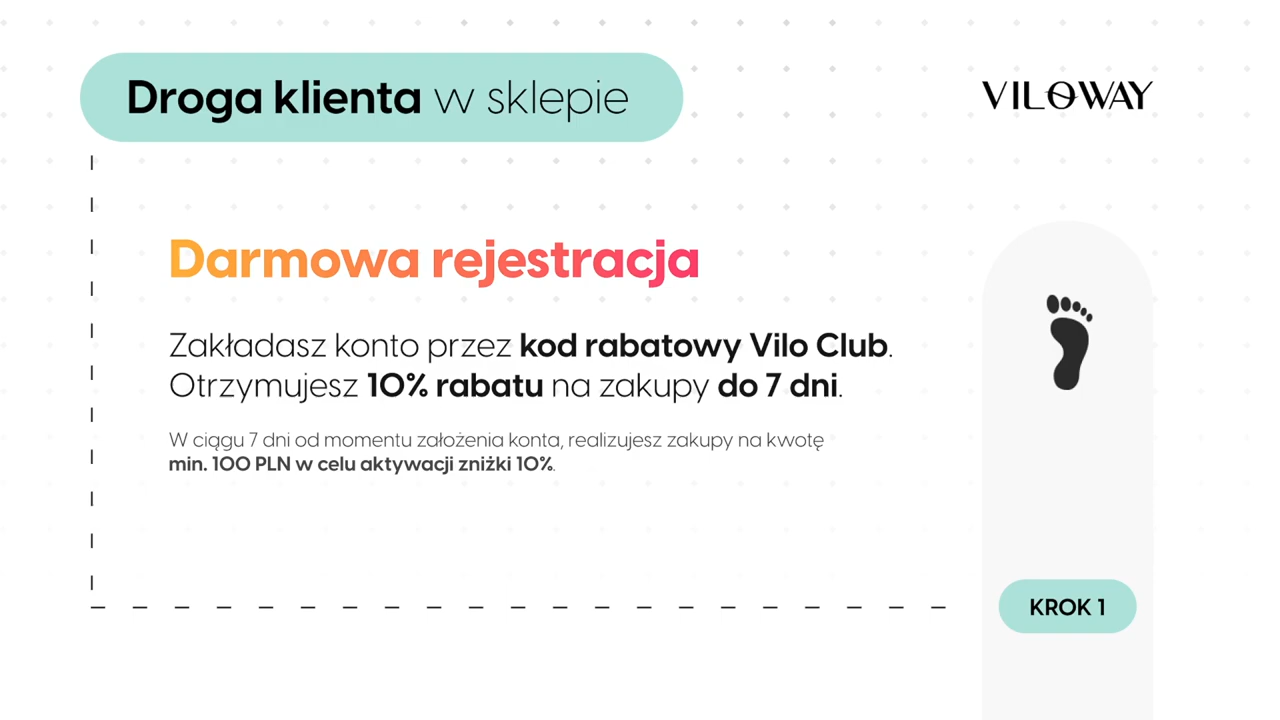 Droga klienta w sklepie
VILOWAY
Darmowa rejestracja
Zakładasz konto przez kod rabatowy Vilo Club.
Otrzymujesz 10% rabatu na zakupy do 7 dni.
W ciągu 7 dni od momentu założenia konta, realizujesz zakupy na kwotę
min. 100 PLN w celu aktywacji zniżki 10%.
KROK 1